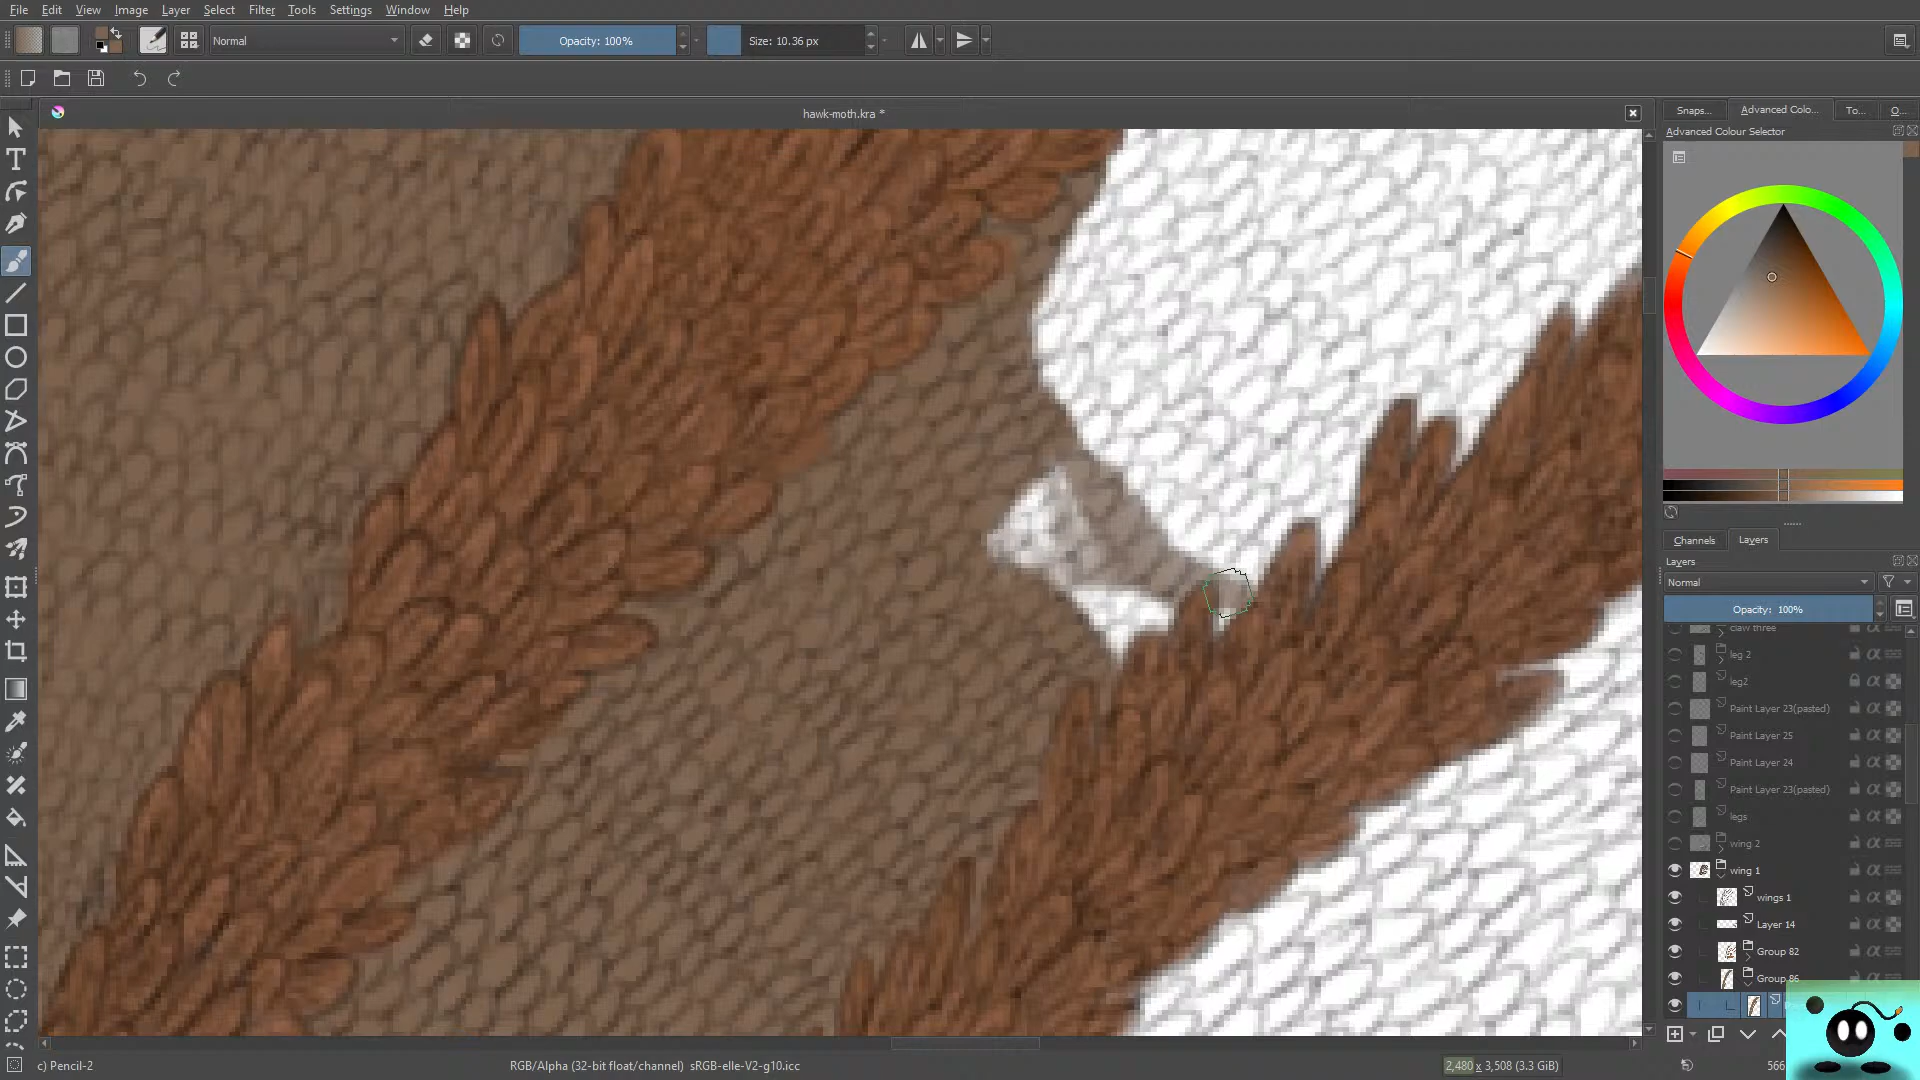 File Edit View Image Layer Select Filter Tools Settings Window Help
Normal Opacity: 100% Size: 10.36 px
hawk-moth.kra *
Snaps... Advanced Colo... To... O...
Advanced Colour Selector
Channels Layers
Layers
Normal
Opacity: 100%
claw three
leg 2
leg2
Paint Layer 23(pasted)
Paint Layer 25
Paint Layer 24
Paint Layer 23(pasted)
legs
wing 2
wing 1
wings 1
Layer 14
Group 82
Group 86
c) Pencil-2 RGB/Alpha (32-bit float/channel) sRGB-elle-V2-g10.icc 2,480 x 3,508 (3.3 GiB) 566